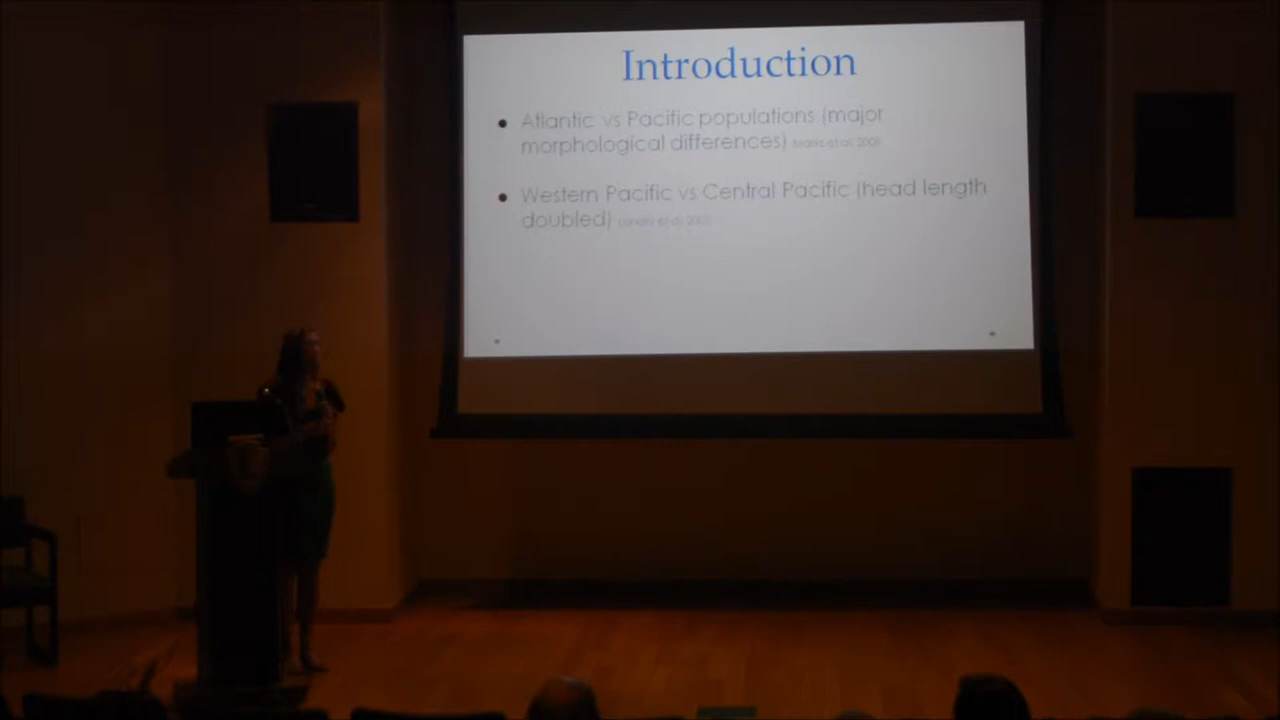 Introduction
• Atlantic vs Pacific populations (major
morphological differences)
• Western Pacific vs Central Pacific (head length
doubled)